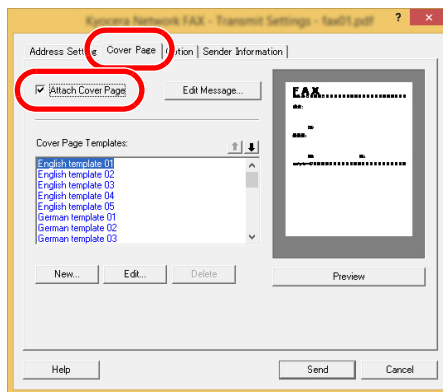 Kyocera Network FAX - Transmit Settings - fax01.pdf ? ×
Address Setting Cover Page Option Sender Information
Attach Cover Page Edit Message...
Cover Page Templates:
English template 01
English template 02
English template 03
English template 04
English template 05
German template 01
German template 02
German template 03
New... Edit... Delete
FAX
Preview
Help Send Cancel